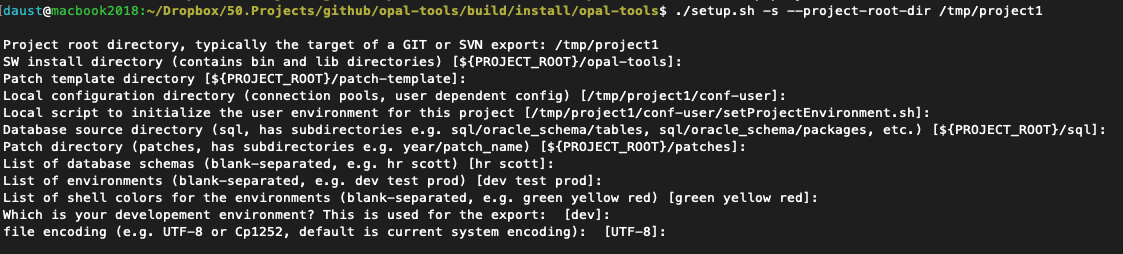 [daust@macbook2018:~/Dropbox/50.Projects/github/opal-tools/build/install/opal-tools$ ./setup.sh -s --project-root-dir /tmp/project1
Project root directory, typically the target of a GIT or SVN export: /tmp/project1
SW install directory (contains bin and lib directories) [${PROJECT_ROOT}/opal-tools]:
Patch template directory [${PROJECT_ROOT}/patch-template]:
Local configuration directory (connection pools, user dependent config) [/tmp/project1/conf-user]:
Local script to initialize the user environment for this project [/tmp/project1/conf-user/setProjectEnvironment.sh]:
Database source directory (sql, has subdirectories e.g. sql/oracle_schema/tables, sql/oracle_schema/packages, etc.) [${PROJECT_ROOT}/sql]:
Patch directory (patches, has subdirectories e.g. year/patch_name) [${PROJECT_ROOT}/patches]:
List of database schemas (blank-separated, e.g. hr scott) [hr scott]:
List of environments (blank-separated, e.g. dev test prod) [dev test prod]:
List of shell colors for the environments (blank-separated, e.g. green yellow red) [green yellow red]:
Which is your developement environment? This is used for the export:  [dev]:
file encoding (e.g. UTF-8 or Cp1252, default is current system encoding):  [UTF-8]: